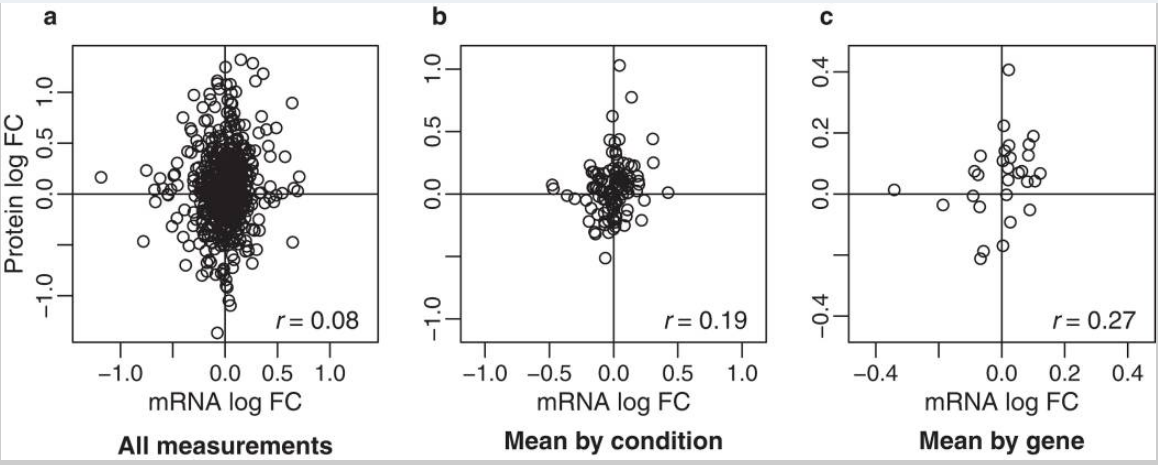 a
b
c
Protein log FC
1.0
0.5
0.0
−1.0
r = 0.08
−1.0
0.0
1.0
mRNA log FC
All measurements
1.0
0.5
0.0
−1.0
r = 0.19
−1.0
−0.5
0.0
0.5
1.0
mRNA log FC
Mean by condition
0.4
0.2
0.0
−0.4
r = 0.27
−0.4
0.0
0.2
0.4
mRNA log FC
Mean by gene